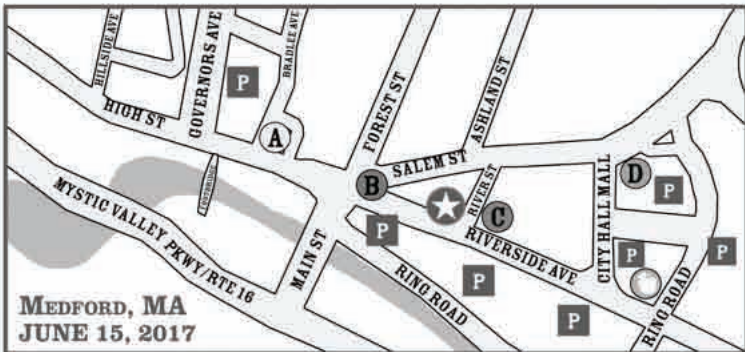 HILLSIDE AVE
GOVERNORS AVE
BRADLEE AVE
P
HIGH ST
A
FOREST ST
ASHLAND ST
SALEM ST
B
RIVER ST
C
D
P
CITY HALL MALL
MYSTIC VALLEY PKWY/RTE 16
MAIN ST
P
RIVERSIDE AVE
P
P
P
P
RING ROAD
RING ROAD
MEDFORD, MA
JUNE 15, 2017